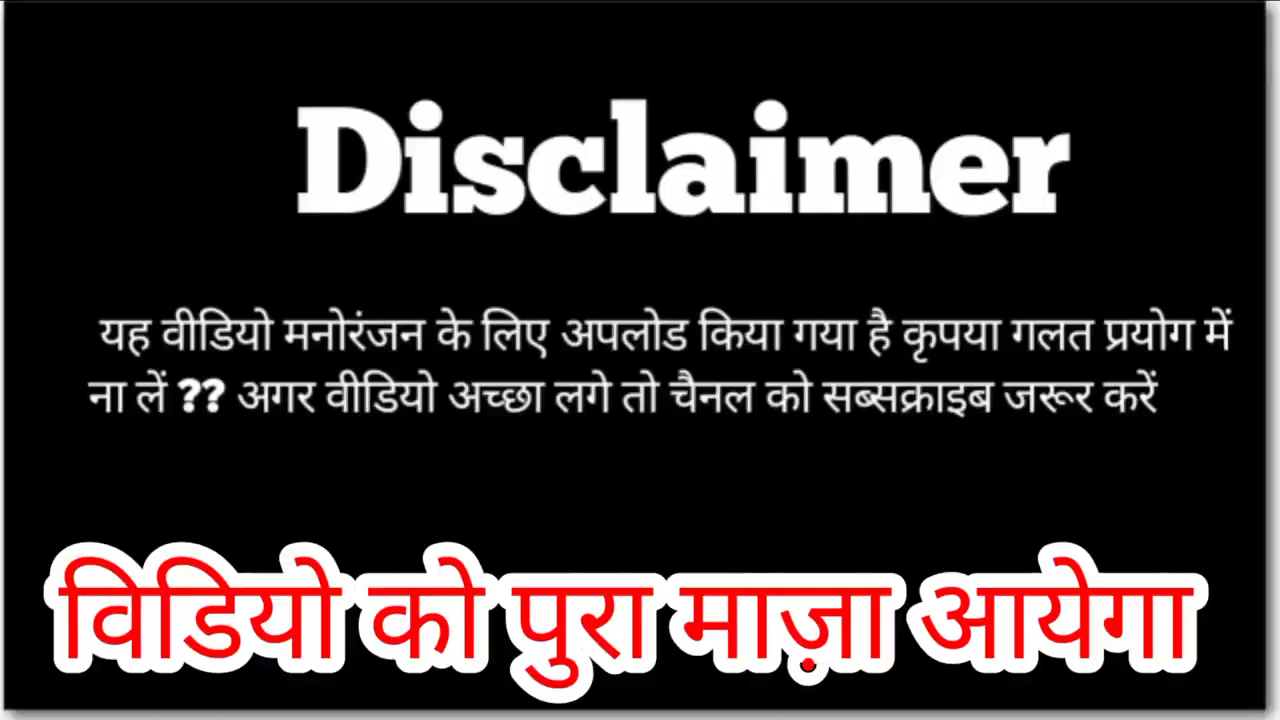 Disclaimer
यह वीडियो मनोरंजन के लिए अपलोड किया गया है कृपया गलत प्रयोग में
ना लें ?? अगर वीडियो अच्छा लगे तो चैनल को सब्सक्राइब जरूर करें
विडियो को पुरा माज़ा आयेगा